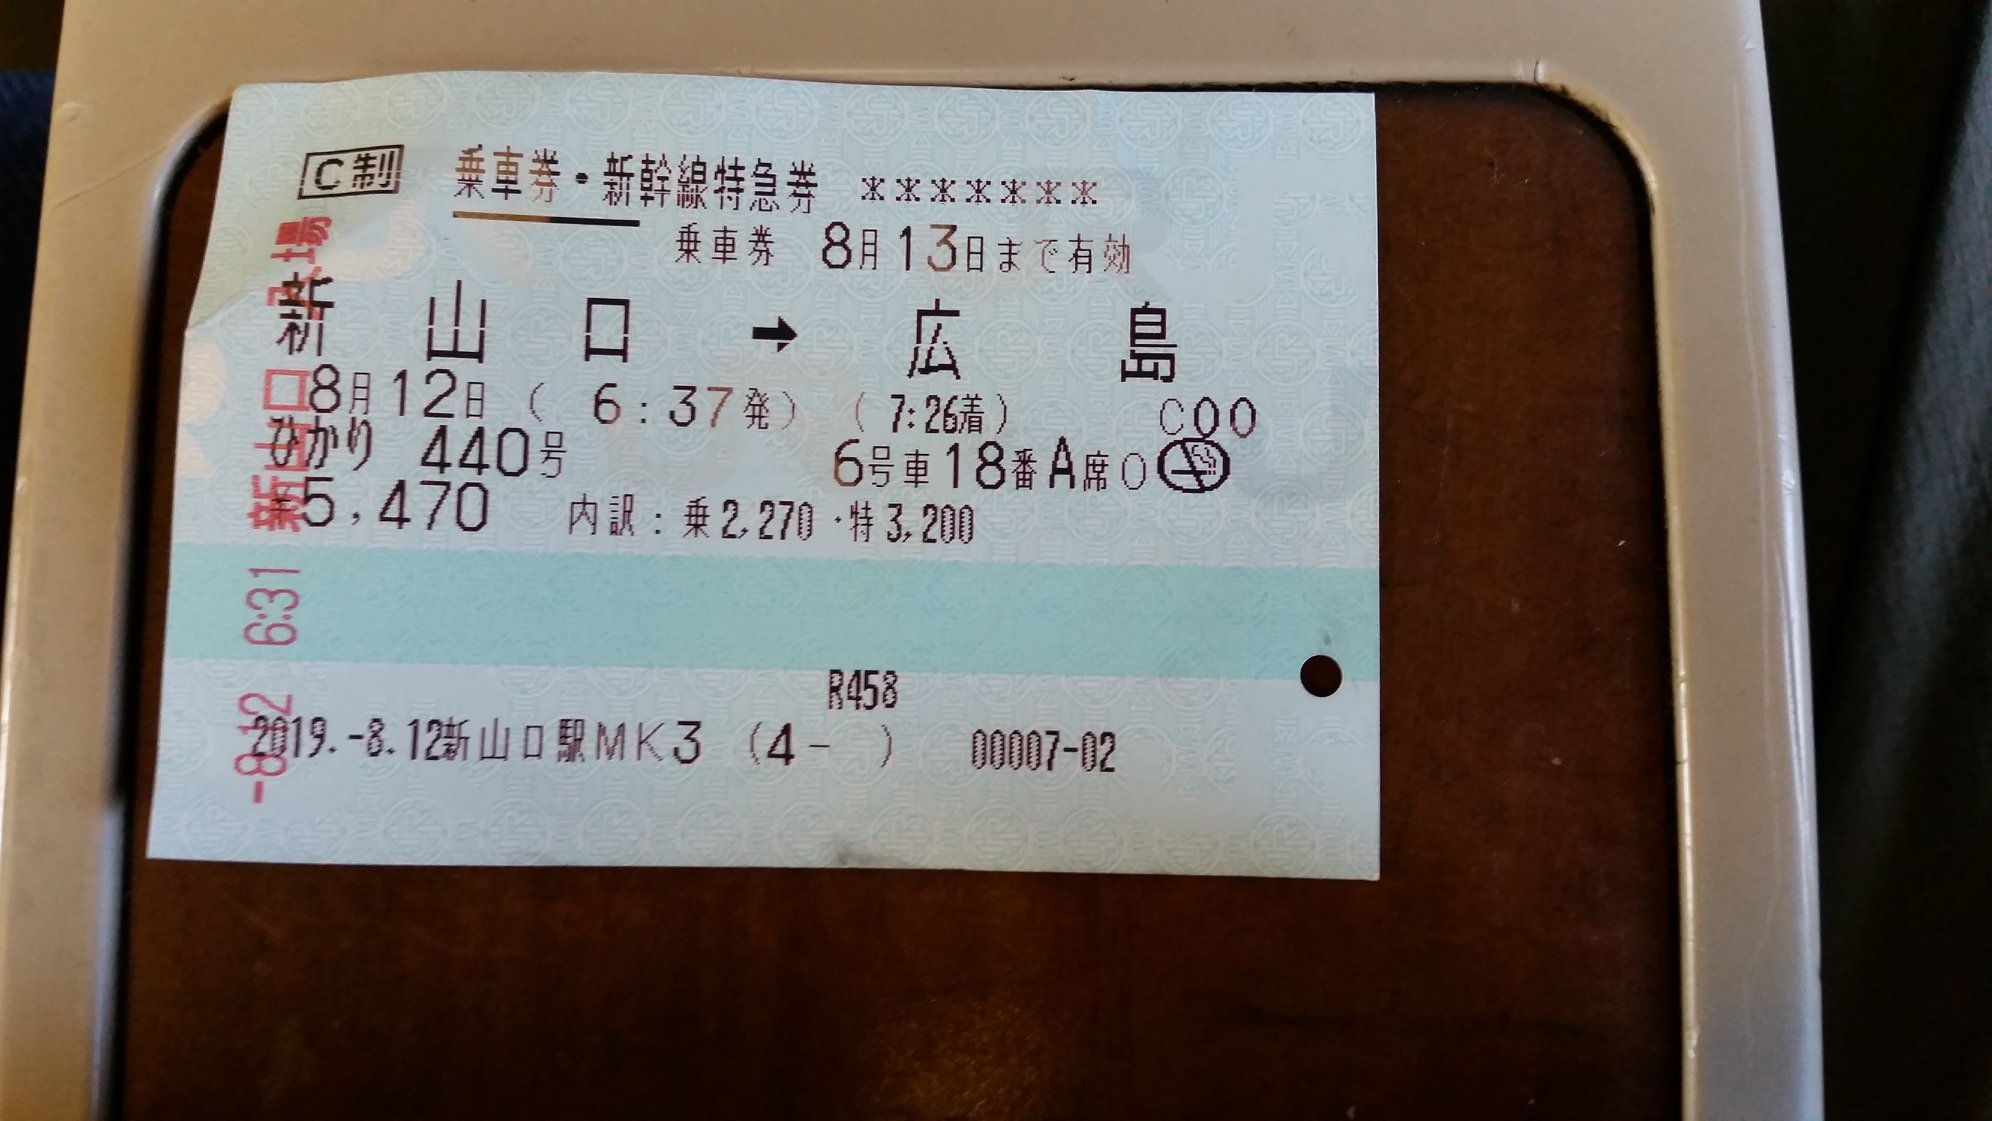 C制 乗車券・新幹線特急券 *******
乗車券 8月13日まで有効
新山口 → 広島
8月12日 ( 6:37発) ( 7:26着) C00
ひかり 440号 6号車18番A席0
¥5,470 内訳:乗2,270・特3,200
R458
2019.-8.12新山口駅MK3 (4- ) 00007-02
-8.12 6:31 新山口 入場